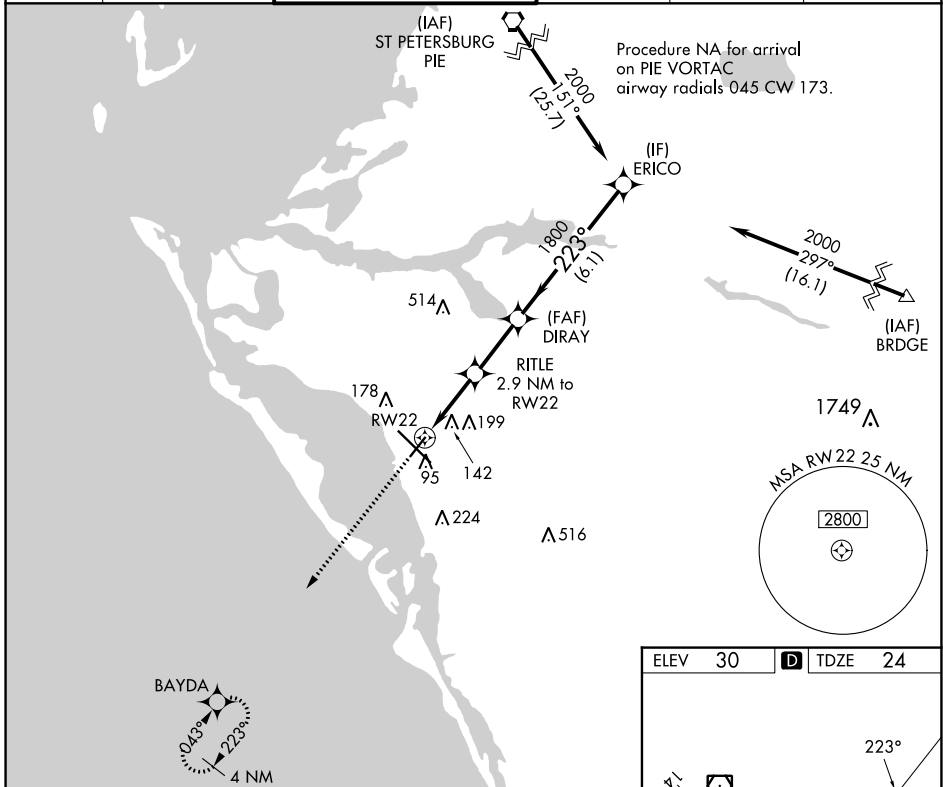 (IAF)
ST PETERSBURG
PIE
Procedure NA for arrival
on PIE VORTAC
airway radials 045 CW 173.
2000
151°
(25.7)
(IF)
ERICO
1800
223°
(6.1)
2000
297°
(16.1)
(IAF)
BRDGE
514
(FAF)
DIRAY
RITLE
2.9 NM to
RW22
178
RW22
199
142
95
224
516
1749
MSA RW22 25 NM
2800
BAYDA
043°
223°
4 NM
ELEV 30 D TDZE 24
223°
14